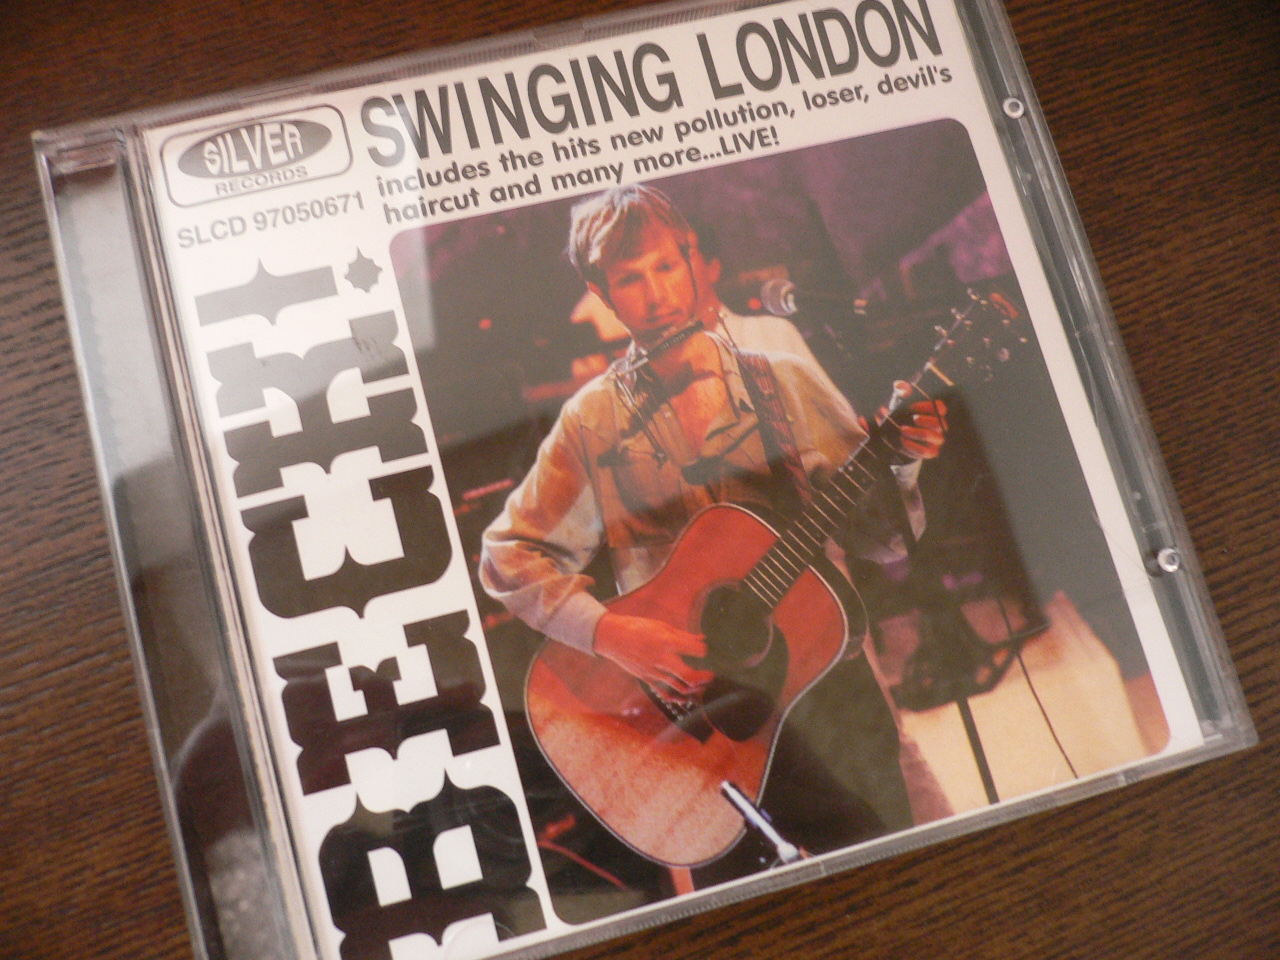 SILVER
RECORDS
SLCD 97050671
SWINGING LONDON
includes the hits new pollution, loser, devil's
haircut and many more...LIVE!
BECK!